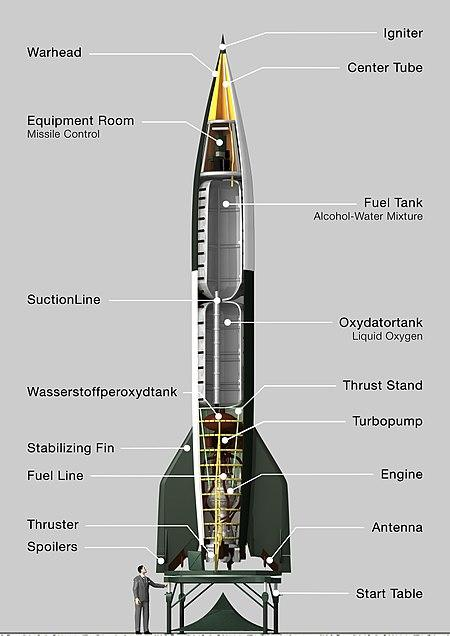 Igniter
Warhead
Center Tube
Equipment Room
Missile Control
Fuel Tank
Alcohol-Water Mixture
SuctionLine
Oxydatortank
Liquid Oxygen
Wasserstoffperoxydtank
Thrust Stand
Turbopump
Stabilizing Fin
Fuel Line
Engine
Thruster
Antenna
Spoilers
Start Table